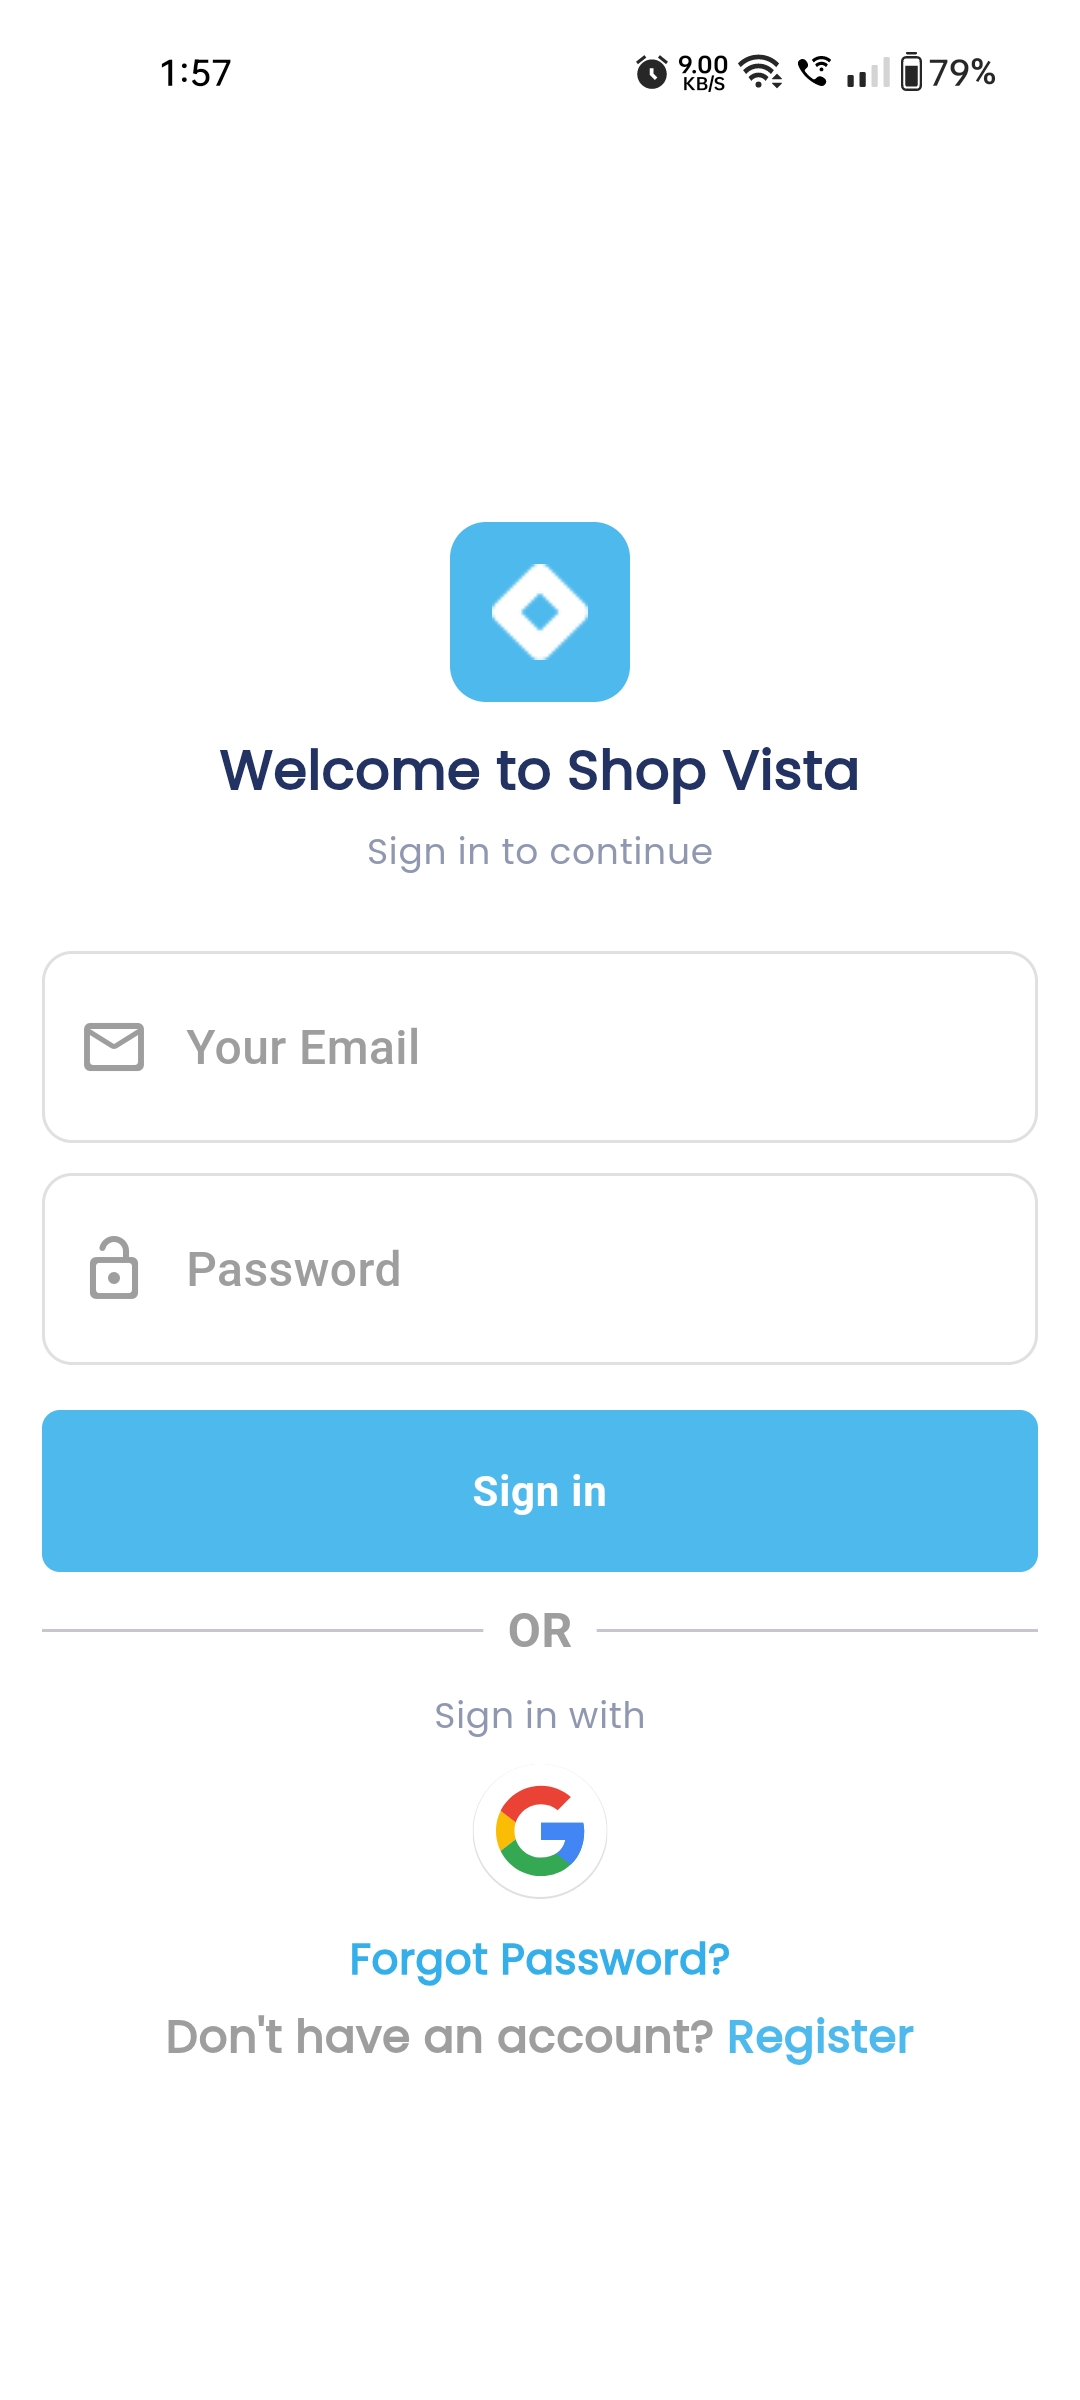 1:57 9.00 KB/S 79%
Welcome to Shop Vista
Sign in to continue
Your Email
Password
Sign in
OR
Sign in with
Forgot Password?
Don't have an account? Register